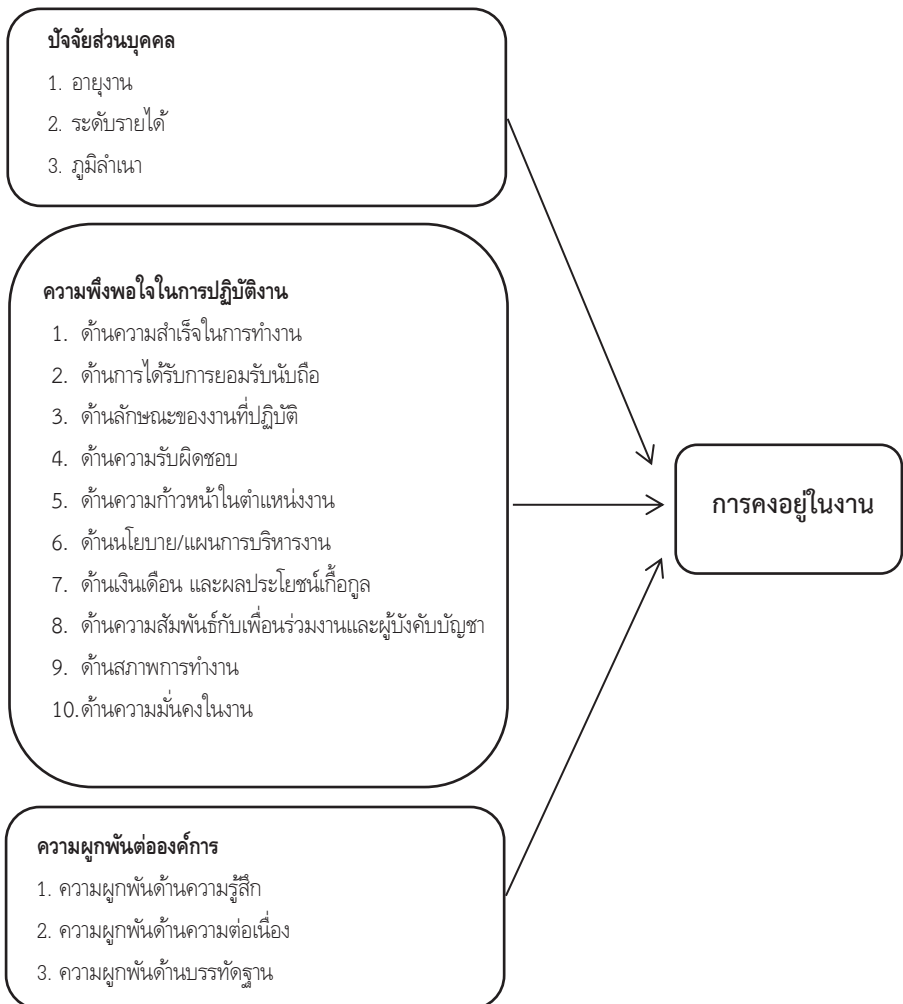 ปัจจัยส่วนบุคคล
1. อายุงาน
2. ระดับรายได้
3. ภูมิลำเนา
ความพึงพอใจในการปฏิบัติงาน
1. ด้านความสำเร็จในการทำงาน
2. ด้านการได้รับการยอมรับนับถือ
3. ด้านลักษณะของงานที่ปฏิบัติ
4. ด้านความรับผิดชอบ
5. ด้านความก้าวหน้าในตำแหน่งงาน
6. ด้านนโยบาย/แผนการบริหารงาน
7. ด้านเงินเดือน และผลประโยชน์เกื้อกูล
8. ด้านความสัมพันธ์กับเพื่อนร่วมงานและผู้บังคับบัญชา
9. ด้านสภาพการทำงาน
10.ด้านความมั่นคงในงาน
การคงอยู่ในงาน
ความผูกพันต่อองค์การ
1. ความผูกพันด้านความรู้สึก
2. ความผูกพันด้านความต่อเนื่อง
3. ความผูกพันด้านบรรทัดฐาน